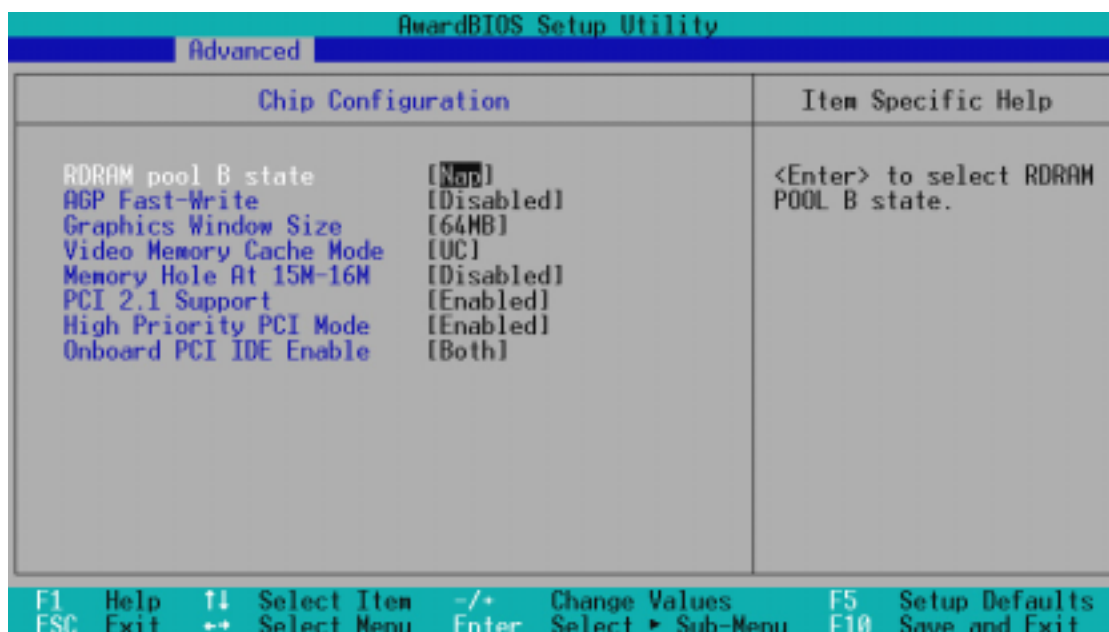 AwardBIOS Setup Utility
Advanced
Chip Configuration
RDRAM pool B state [Nap]
AGP Fast-Write [Disabled]
Graphics Window Size [64MB]
Video Memory Cache Mode [UC]
Memory Hole At 15M-16M [Disabled]
PCI 2.1 Support [Enabled]
High Priority PCI Mode [Enabled]
Onboard PCI IDE Enable [Both]
Item Specific Help
<Enter> to select RDRAM
POOL B state.
F1 Help ↑↓ Select Item -/+ Change Values F5 Setup Defaults
ESC Exit ←→ Select Menu Enter Select ► Sub-Menu F10 Save and Exit